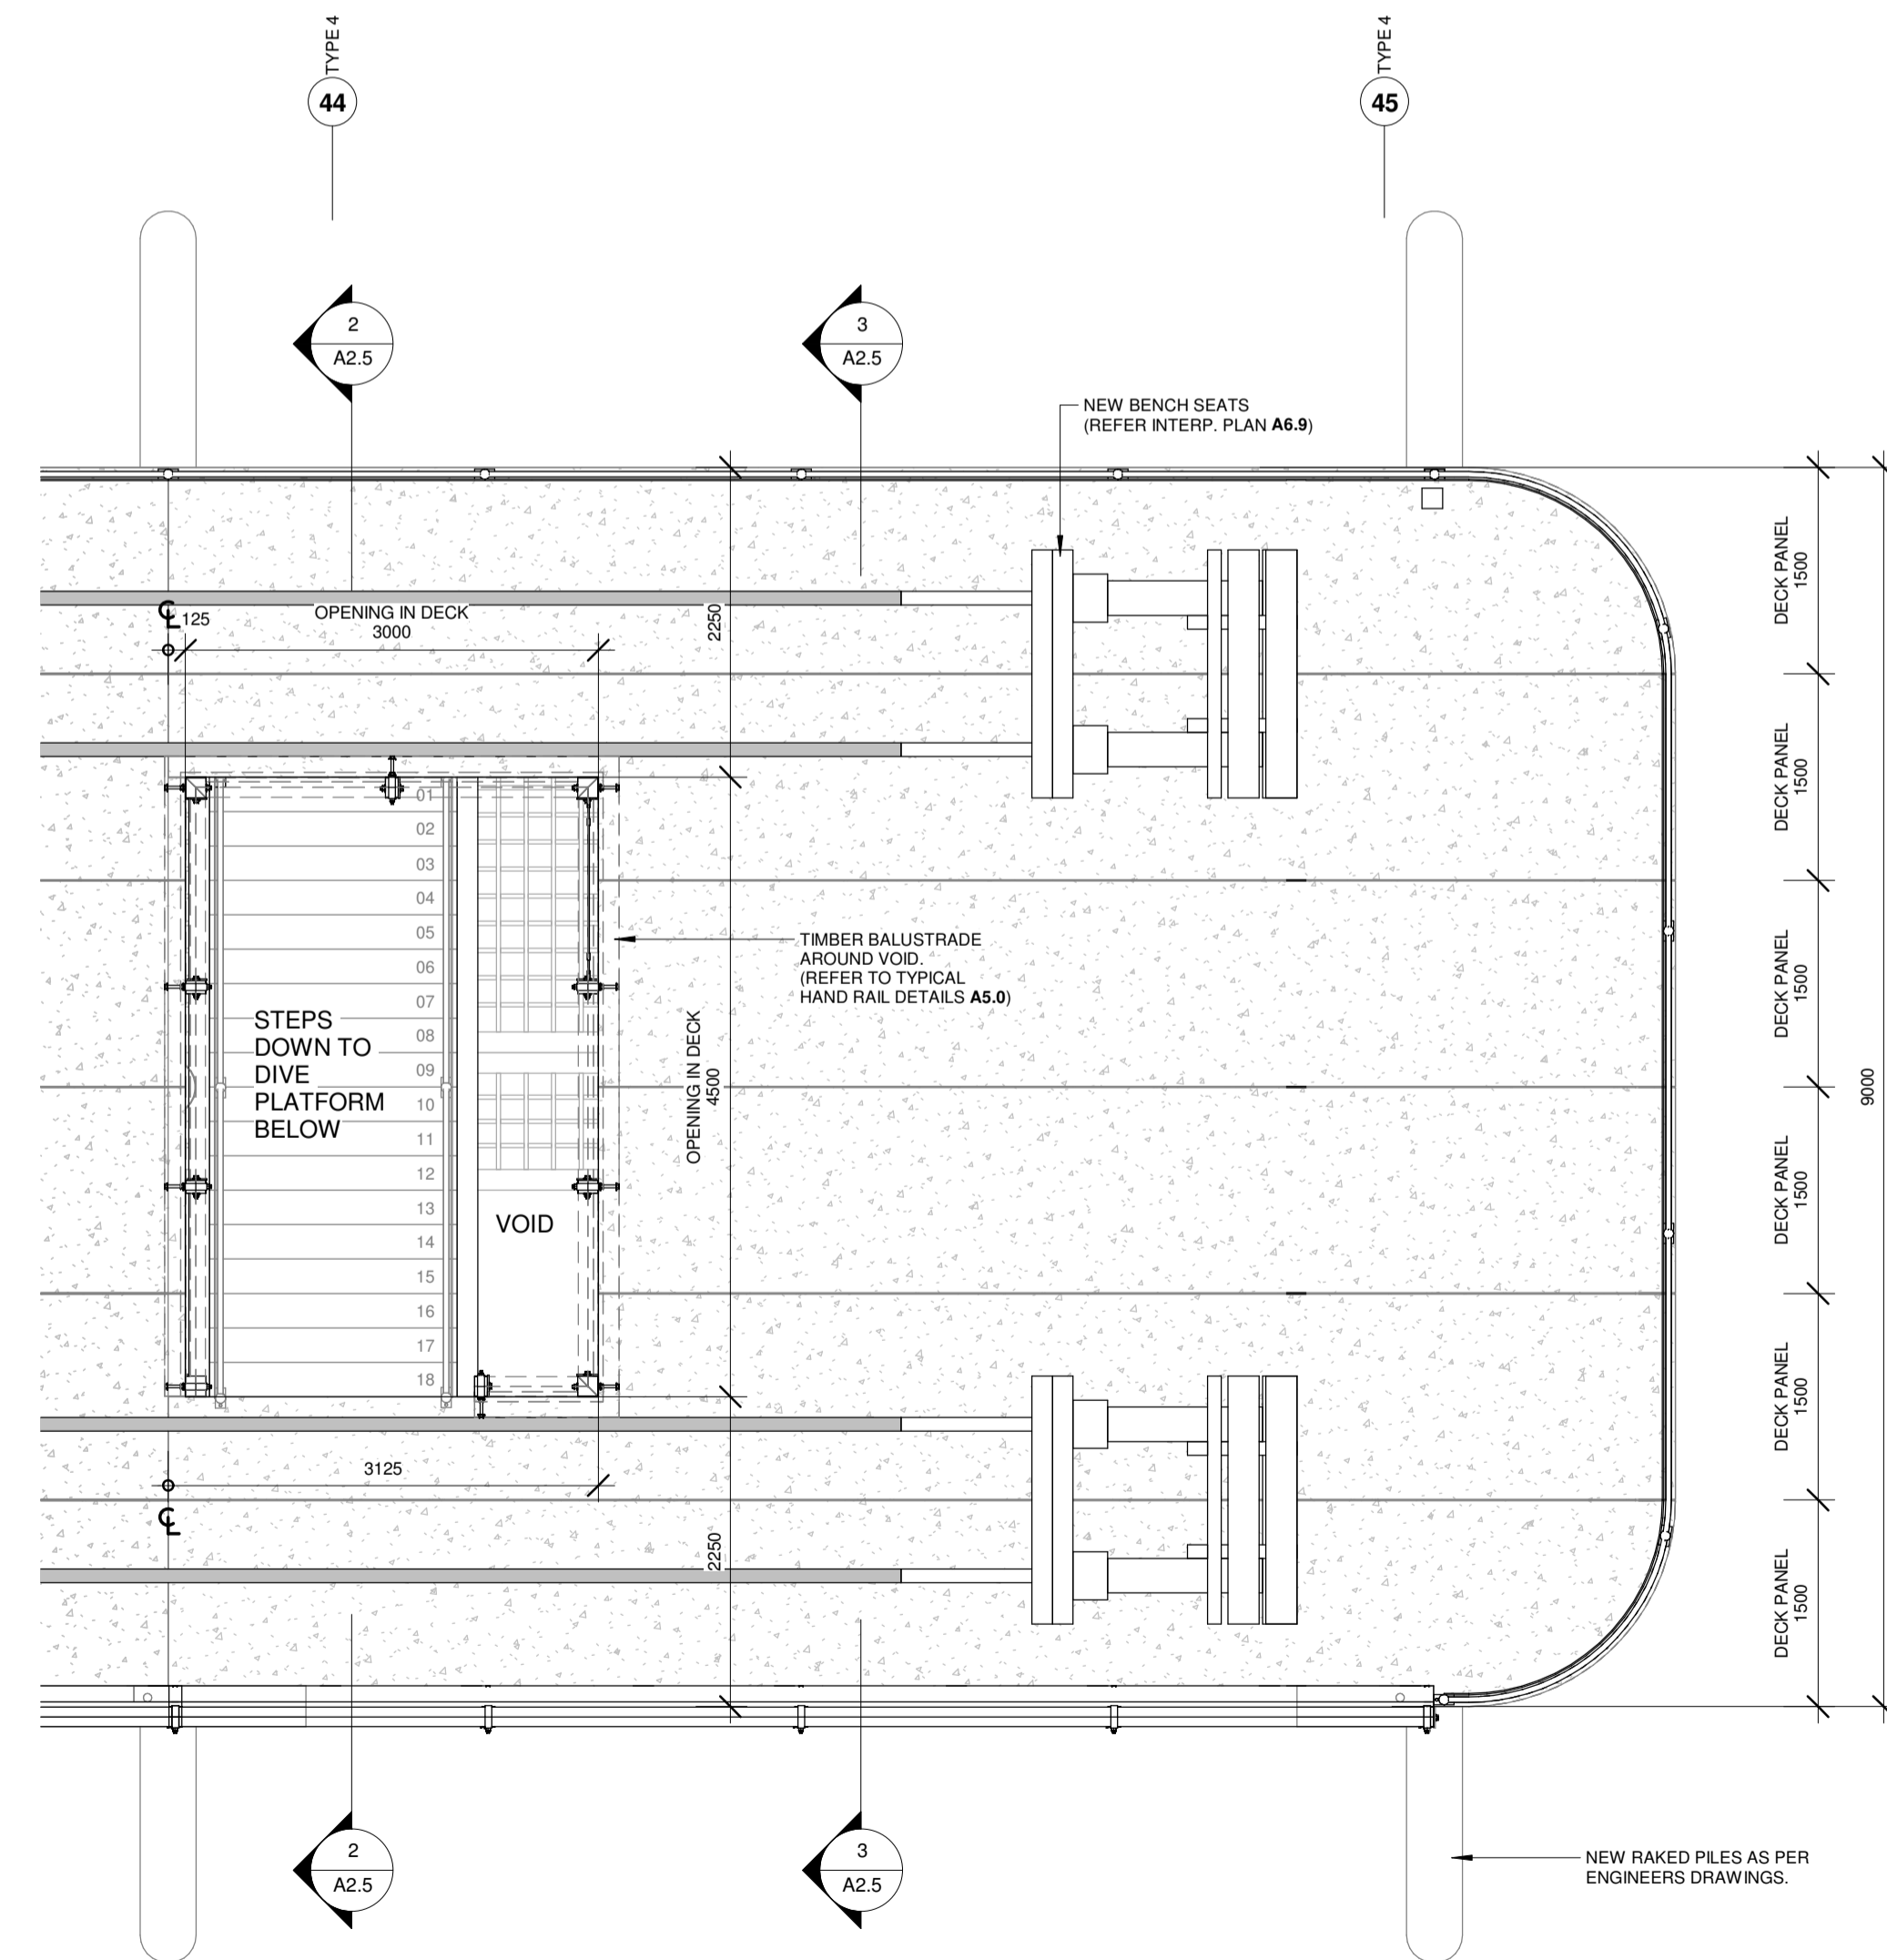 TYPE 4
44
TYPE 4
45
2
A2.5
3
A2.5
NEW BENCH SEATS
(REFER INTERP. PLAN A6.9)
℄
125
OPENING IN DECK
3000
2250
DECK PANEL
1500
DECK PANEL
1500
DECK PANEL
1500
DECK PANEL
1500
DECK PANEL
1500
DECK PANEL
1500
9000
01
02
03
04
05
06
07
08
09
10
11
12
13
14
15
16
17
18
STEPS
DOWN TO
DIVE
PLATFORM
BELOW
VOID
TIMBER BALUSTRADE
AROUND VOID.
(REFER TO TYPICAL
HAND RAIL DETAILS A5.0)
OPENING IN DECK
4500
3125
℄
2250
2
A2.5
3
A2.5
NEW RAKED PILES AS PER
ENGINEERS DRAWINGS.